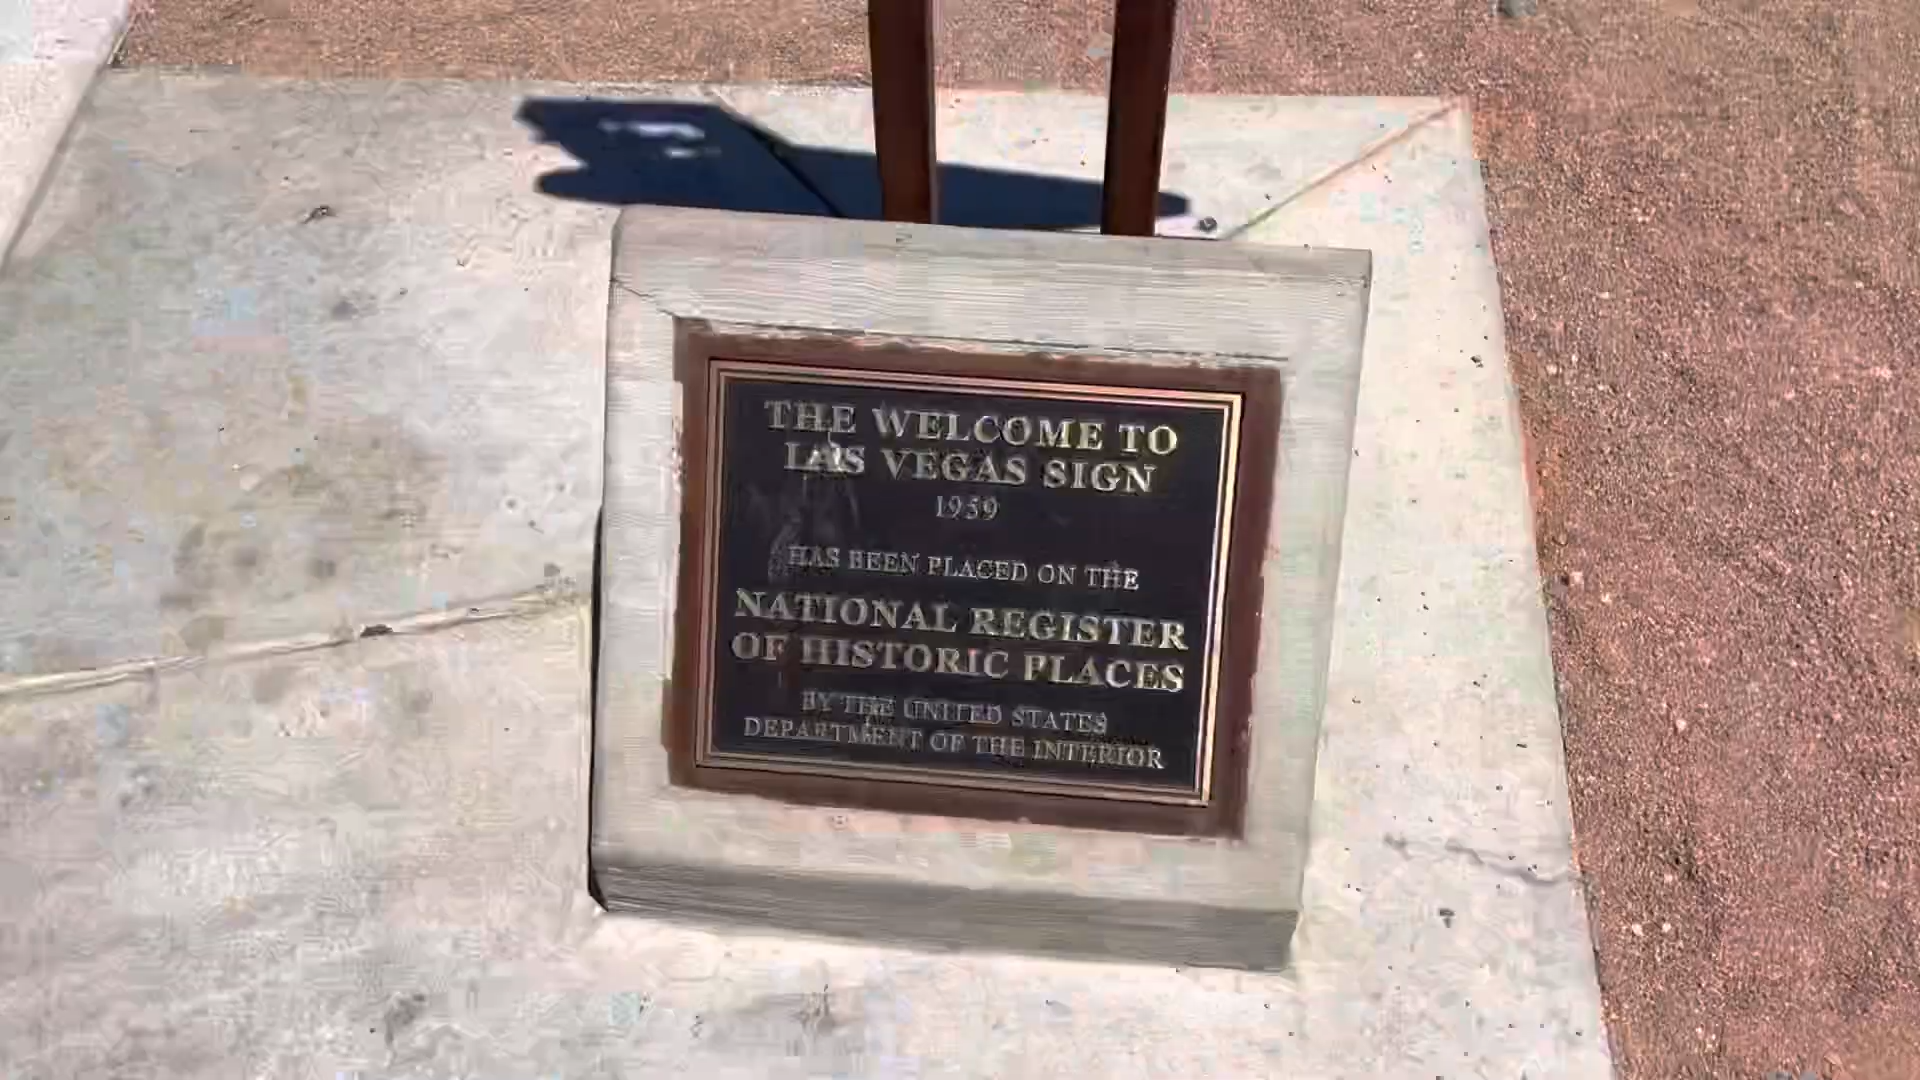 THE WELCOME TO
LAS VEGAS SIGN
1959
HAS BEEN PLACED ON THE
NATIONAL REGISTER
OF HISTORIC PLACES
BY THE UNITED STATES
DEPARTMENT OF THE INTERIOR